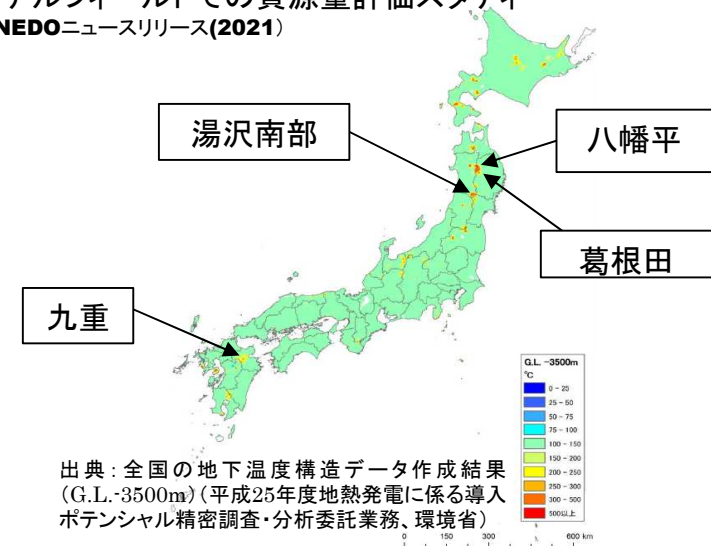 NEDOニュースリリース(2021)
湯沢南部
八幡平
葛根田
九重
G.L. -3500m
℃
0 - 25
25 - 50
50 - 75
75 - 100
100 - 150
150 - 200
200 - 250
250 - 300
300 - 500
500以上
出典：全国の地下温度構造データ作成結果
（G.L.-3500m）（平成25年度地熱発電に係る導入
ポテンシャル精密調査・分析委託業務、環境省）
0 150 300 600 km